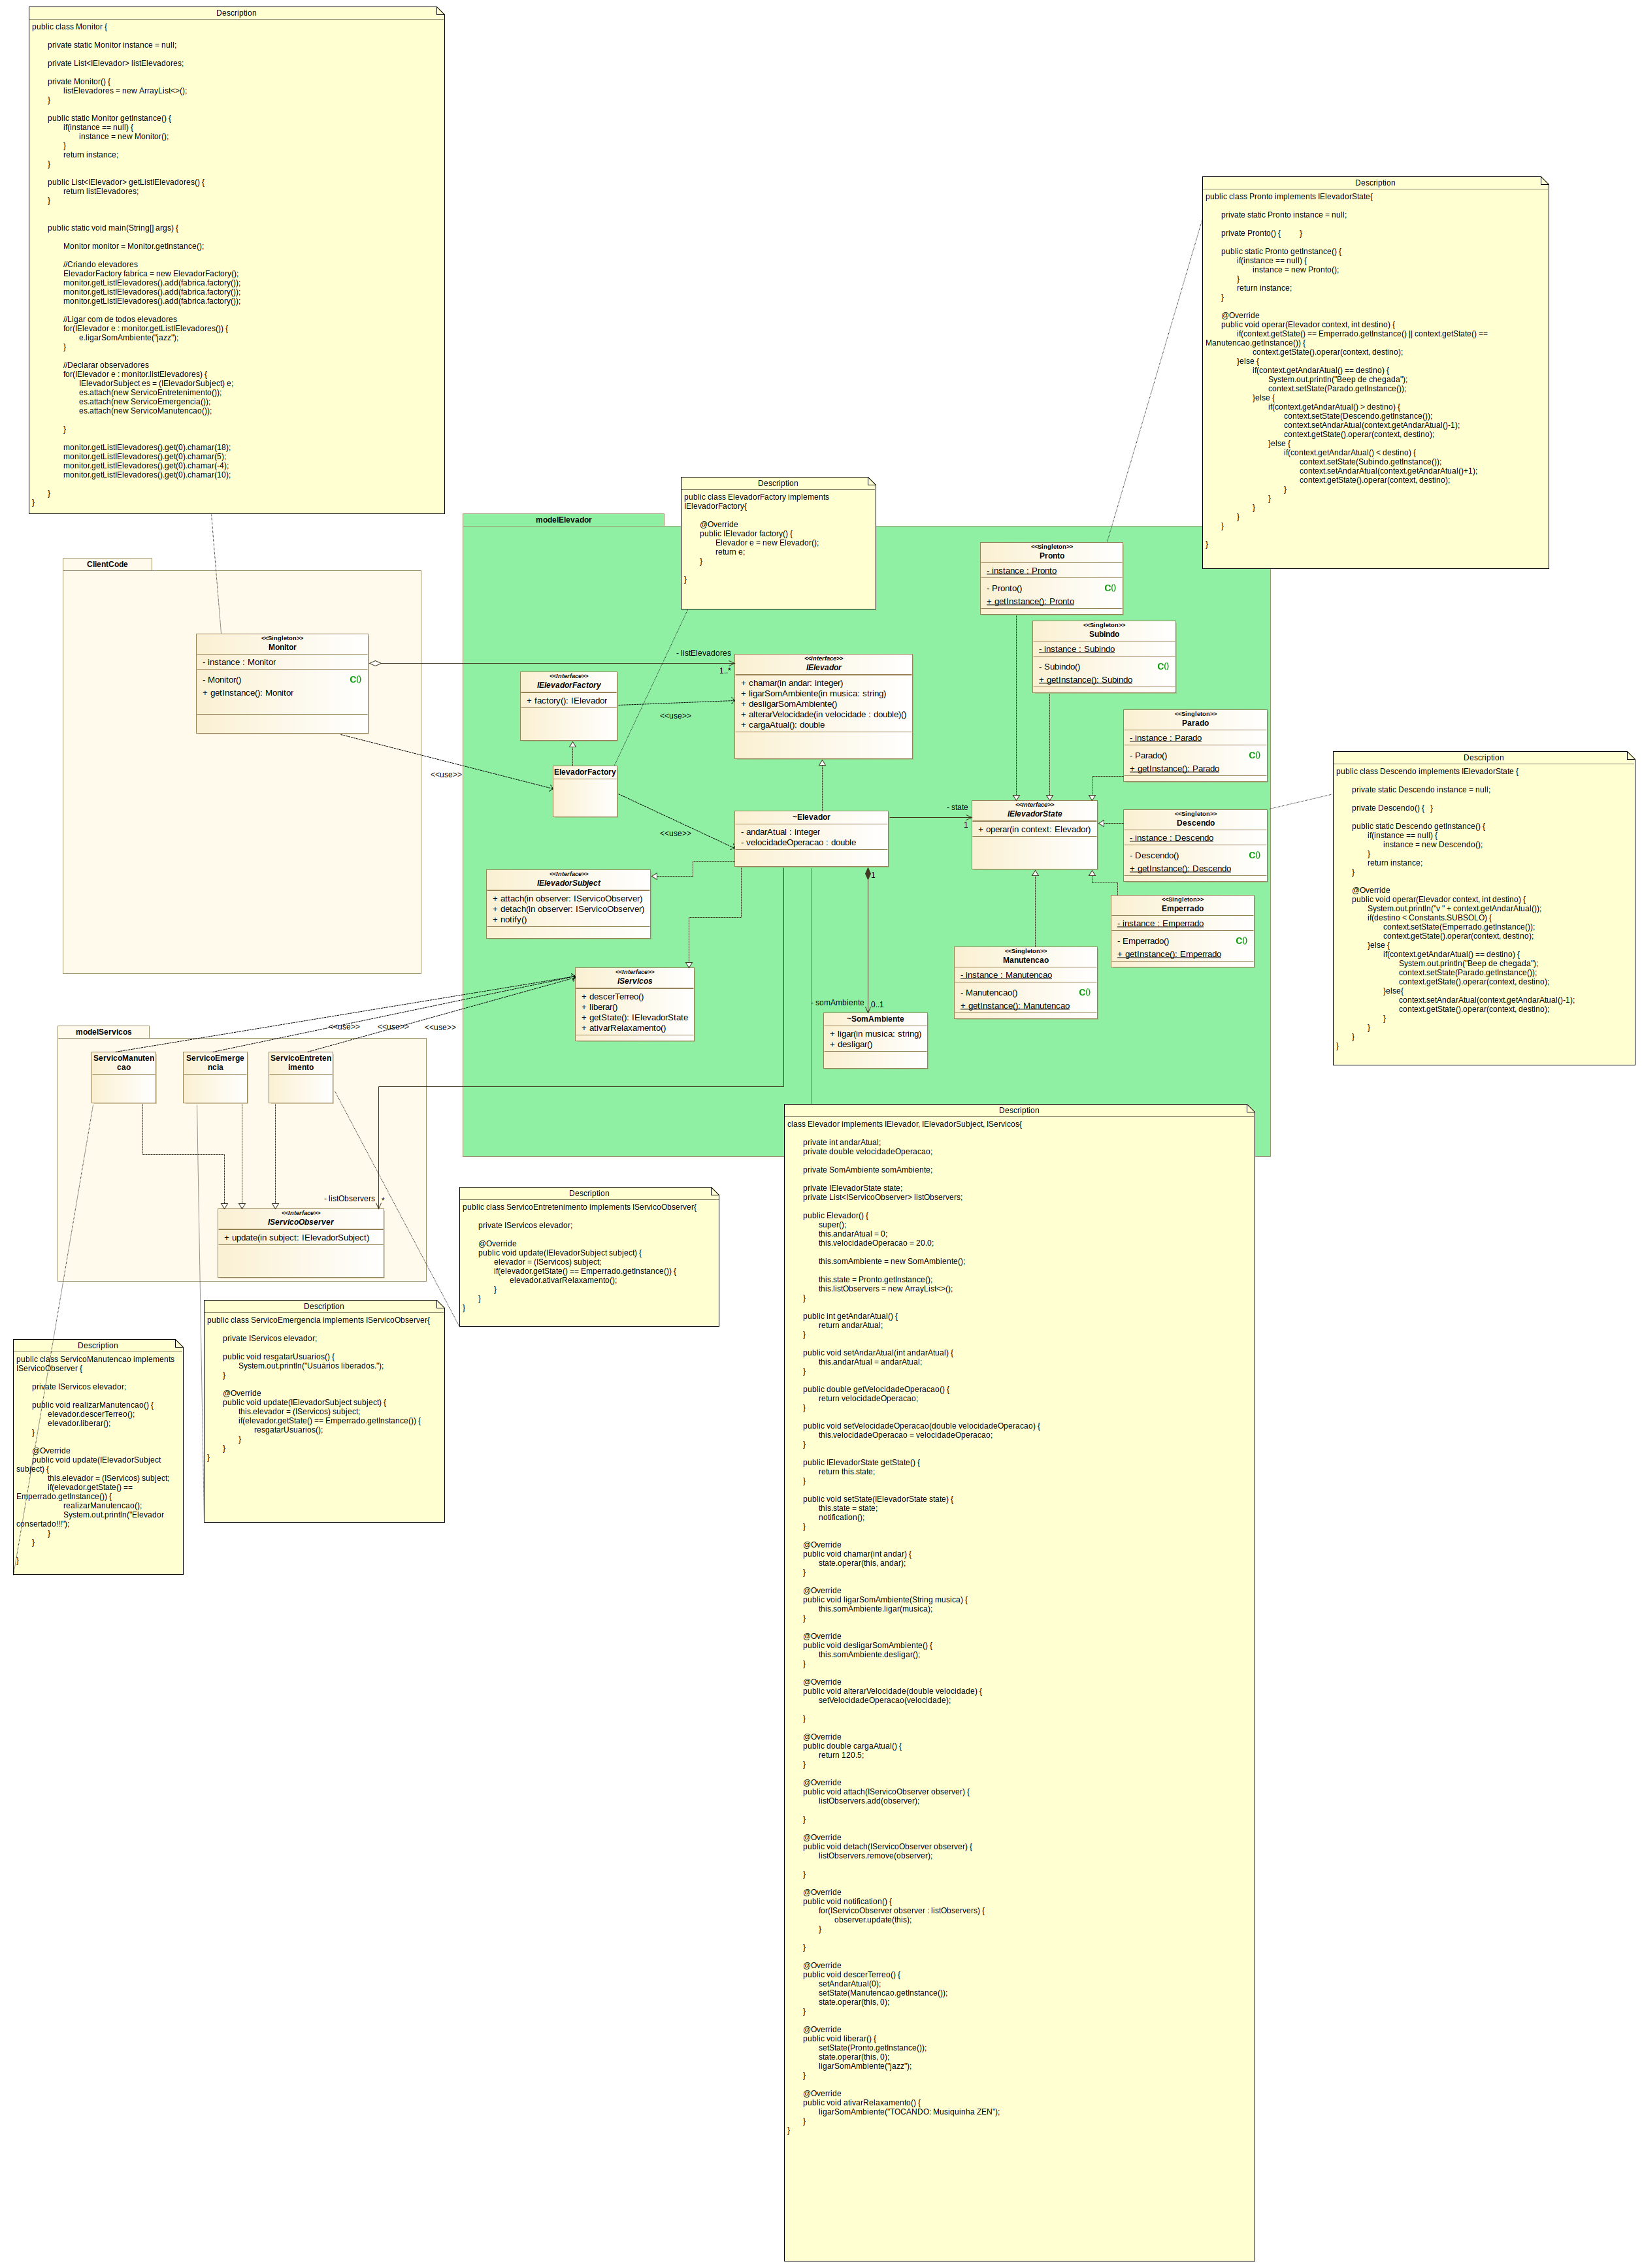 Description
public class Monitor {
private static Monitor instance = null;
private List<IElevador> listElevadores;
private Monitor() {
listElevadores = new ArrayList<>();
}
public static Monitor getInstance() {
if(instance == null) {
instance = new Monitor();
}
return instance;
}
public List<IElevador> getListIElevadores() {
return listElevadores;
}
public static void main(String[] args) {
Monitor monitor = Monitor.getInstance();
//Criando elevadores
ElevadorFactory fabrica = new ElevadorFactory();
monitor.getListIElevadores().add(fabrica.factory());
monitor.getListIElevadores().add(fabrica.factory());
monitor.getListIElevadores().add(fabrica.factory());
//Ligar com de todos elevadores
for(IElevador e : monitor.getListIElevadores()) {
e.ligarSomAmbiente("jazz");
}
//Declarar observadores
for(IElevador e : monitor.listElevadores) {
IElevadorSubject es = (IElevadorSubject) e;
es.attach(new ServicoEntretenimento());
es.attach(new ServicoEmergencia());
es.attach(new ServicoManutencao());
}
monitor.getListIElevadores().get(0).chamar(18);
monitor.getListIElevadores().get(0).chamar(5);
monitor.getListIElevadores().get(0).chamar(-4);
monitor.getListIElevadores().get(0).chamar(10);
}
}
Description
public class Pronto implements IElevadorState{
private static Pronto instance = null;
private Pronto() { }
public static Pronto getInstance() {
if(instance == null) {
instance = new Pronto();
}
return instance;
}
@Override
public void operar(Elevador context, int destino) {
if(context.getState() == Emperrado.getInstance() || context.getState() ==
Manutencao.getInstance()) {
context.getState().operar(context, destino);
}else {
if(context.getAndarAtual() == destino) {
System.out.println("Beep de chegada");
context.setState(Parado.getInstance());
}else {
if(context.getAndarAtual() > destino) {
context.setState(Descendo.getInstance());
context.setAndarAtual(context.getAndarAtual()-1);
context.getState().operar(context, destino);
}else {
if(context.getAndarAtual() < destino) {
context.setState(Subindo.getInstance());
context.setAndarAtual(context.getAndarAtual()+1);
context.getState().operar(context, destino);
}
}
}
}
}
}
Description
public class ElevadorFactory implements
IElevadorFactory{
@Override
public IElevador factory() {
Elevador e = new Elevador();
return e;
}
}
modelElevador
ClientCode
<<Singleton>>
Monitor
- instance : Monitor
- Monitor() C()
+ getInstance(): Monitor
<<use>>
- listElevadores
1..*
<<Interface>>
IElevadorFactory
+ factory(): IElevador
<<use>>
ElevadorFactory
<<use>>
<<Interface>>
IElevador
+ chamar(in andar: integer)
+ ligarSomAmbiente(in musica: string)
+ desligarSomAmbiente()
+ alterarVelocidade(in velocidade : double)()
+ cargaAtual(): double
~Elevador
- andarAtual : integer
- velocidadeOperacao : double
- state
1
<<Singleton>>
Pronto
- instance : Pronto
- Pronto() C()
+ getInstance(): Pronto
<<Singleton>>
Subindo
- instance : Subindo
- Subindo() C()
+ getInstance(): Subindo
<<Singleton>>
Parado
- instance : Parado
- Parado() C()
+ getInstance(): Parado
<<Interface>>
IElevadorState
+ operar(in context: Elevador)
<<Singleton>>
Descendo
- instance : Descendo
- Descendo() C()
+ getInstance(): Descendo
<<Singleton>>
Emperrado
- instance : Emperrado
- Emperrado() C()
+ getInstance(): Emperrado
<<Singleton>>
Manutencao
- instance : Manutencao
- Manutencao() C()
+ getInstance(): Manutencao
<<Interface>>
IElevadorSubject
+ attach(in observer: IServicoObserver)
+ detach(in observer: IServicoObserver)
+ notify()
<<Interface>>
IServicos
+ descerTerreo()
+ liberar()
+ getState(): IElevadorState
+ ativarRelaxamento()
1
- somAmbiente
0..1
~SomAmbiente
+ ligar(in musica: string)
+ desligar()
Description
public class Descendo implements IElevadorState {
private static Descendo instance = null;
private Descendo() { }
public static Descendo getInstance() {
if(instance == null) {
instance = new Descendo();
}
return instance;
}
@Override
public void operar(Elevador context, int destino) {
System.out.println("v " + context.getAndarAtual());
if(destino < Constants.SUBSOLO) {
context.setState(Emperrado.getInstance());
context.getState().operar(context, destino);
}else {
if(context.getAndarAtual() == destino) {
System.out.println("Beep de chegada");
context.setState(Parado.getInstance());
context.getState().operar(context, destino);
}else{
context.setAndarAtual(context.getAndarAtual()-1);
context.getState().operar(context, destino);
}
}
}
}
modelServicos
<<use>>
<<use>>
<<use>>
ServicoManuten
cao
ServicoEmerge
ncia
ServicoEntreten
imento
- listObservers
*
<<Interface>>
IServicoObserver
+ update(in subject: IElevadorSubject)
Description
public class ServicoEntretenimento implements IServicoObserver{
private IServicos elevador;
@Override
public void update(IElevadorSubject subject) {
elevador = (IServicos) subject;
if(elevador.getState() == Emperrado.getInstance()) {
elevador.ativarRelaxamento();
}
}
}
Description
public class ServicoEmergencia implements IServicoObserver{
private IServicos elevador;
public void resgatarUsuarios() {
System.out.println("Usuários liberados.");
}
@Override
public void update(IElevadorSubject subject) {
this.elevador = (IServicos) subject;
if(elevador.getState() == Emperrado.getInstance()) {
resgatarUsuarios();
}
}
}
Description
public class ServicoManutencao implements
IServicoObserver {
private IServicos elevador;
public void realizarManutencao() {
elevador.descerTerreo();
elevador.liberar();
}
@Override
public void update(IElevadorSubject
subject) {
this.elevador = (IServicos) subject;
if(elevador.getState() ==
Emperrado.getInstance()) {
realizarManutencao();
System.out.println("Elevador
consertado!!!");
}
}
}
Description
class Elevador implements IElevador, IElevadorSubject, IServicos{
private int andarAtual;
private double velocidadeOperacao;
private SomAmbiente somAmbiente;
private IElevadorState state;
private List<IServicoObserver> listObservers;
public Elevador() {
super();
this.andarAtual = 0;
this.velocidadeOperacao = 20.0;
this.somAmbiente = new SomAmbiente();
this.state = Pronto.getInstance();
this.listObservers = new ArrayList<>();
}
public int getAndarAtual() {
return andarAtual;
}
public void setAndarAtual(int andarAtual) {
this.andarAtual = andarAtual;
}
public double getVelocidadeOperacao() {
return velocidadeOperacao;
}
public void setVelocidadeOperacao(double velocidadeOperacao) {
this.velocidadeOperacao = velocidadeOperacao;
}
public IElevadorState getState() {
return this.state;
}
public void setState(IElevadorState state) {
this.state = state;
notification();
}
@Override
public void chamar(int andar) {
state.operar(this, andar);
}
@Override
public void ligarSomAmbiente(String musica) {
this.somAmbiente.ligar(musica);
}
@Override
public void desligarSomAmbiente() {
this.somAmbiente.desligar();
}
@Override
public void alterarVelocidade(double velocidade) {
setVelocidadeOperacao(velocidade);
}
@Override
public double cargaAtual() {
return 120.5;
}
@Override
public void attach(IServicoObserver observer) {
listObservers.add(observer);
}
@Override
public void detach(IServicoObserver observer) {
listObservers.remove(observer);
}
@Override
public void notification() {
for(IServicoObserver observer : listObservers) {
observer.update(this);
}
}
@Override
public void descerTerreo() {
setAndarAtual(0);
setState(Manutencao.getInstance());
state.operar(this, 0);
}
@Override
public void liberar() {
setState(Pronto.getInstance());
state.operar(this, 0);
ligarSomAmbiente("jazz");
}
@Override
public void ativarRelaxamento() {
ligarSomAmbiente("TOCANDO: Musiquinha ZEN");
}
}